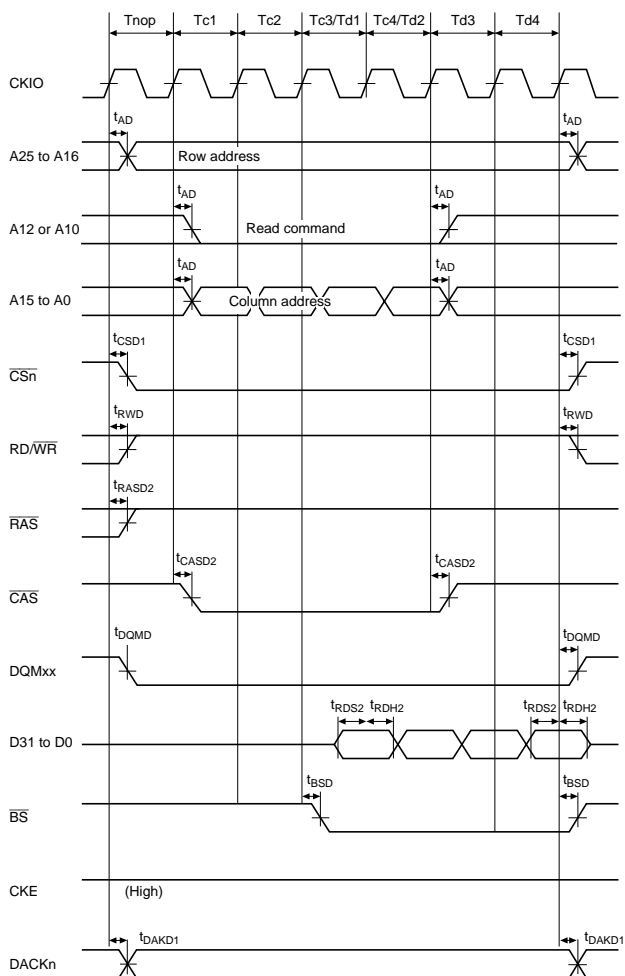 Tnop Tc1 Tc2 Tc3/Td1 Tc4/Td2 Td3 Td4
CKIO
tAD tAD
A25 to A16 Row address
tAD tAD
A12 or A10 Read command
tAD tAD
A15 to A0 Column address
tCSD1 tCSD1
CSn
tRWD tRWD
RD/WR
tRASD2
RAS
tCASD2 tCASD2
CAS
tDQMD tDQMD
DQMxx
tRDS2 tRDH2 tRDS2 tRDH2
D31 to D0
tBSD tBSD
BS
CKE (High)
tDAKD1 tDAKD1
DACKn